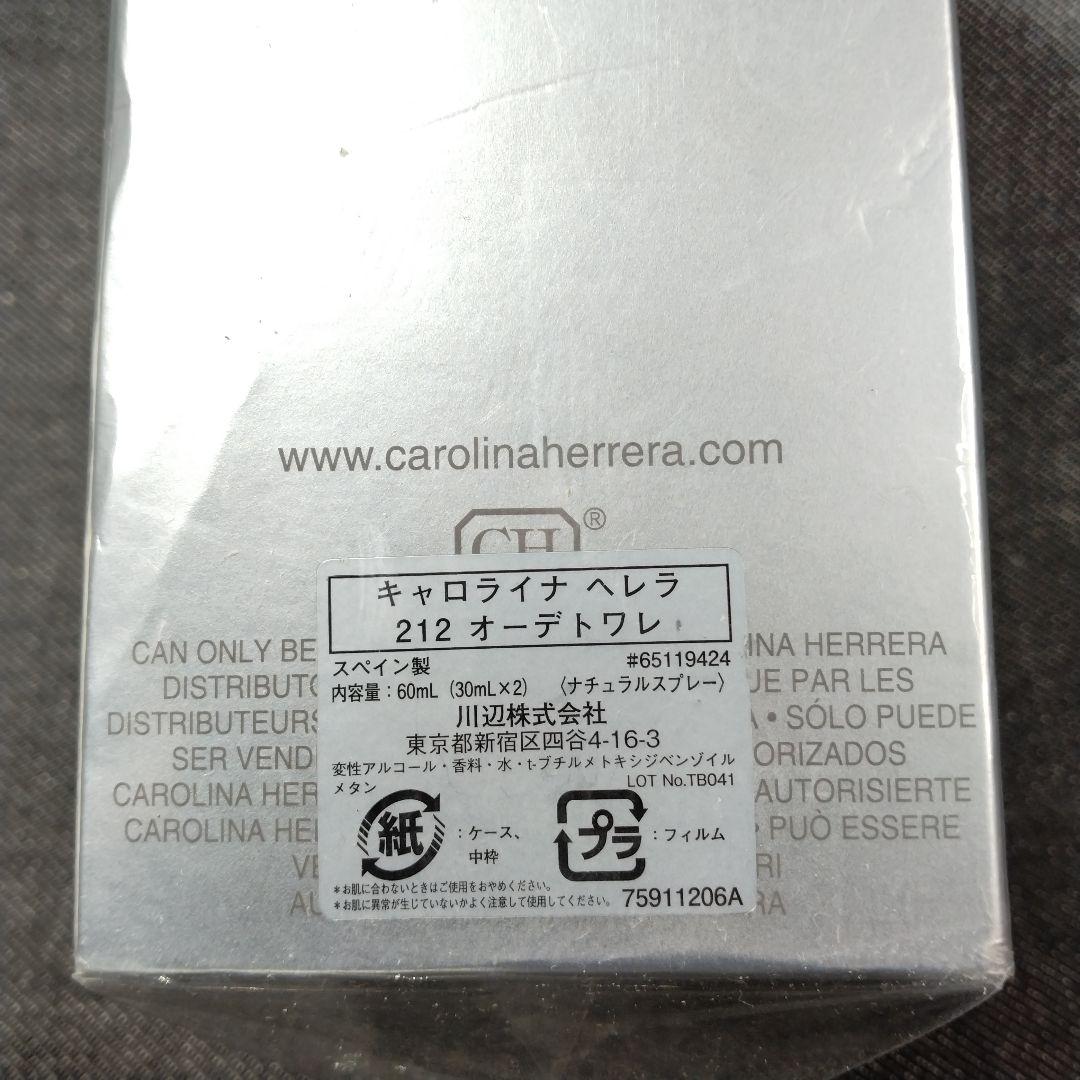 www.carolinaherrera.com
CH®
キャロライナ ヘレラ
212 オーデトワレ
CAN ONLY BE
INA HERRERA
スペイン製 #65119424
DISTRIBUTO
UE PAR LES
内容量：60mL（30mL×2）〈ナチュラルスプレー〉
川辺株式会社
DISTRIBUTEURS
A • SÓLO PUEDE
東京都新宿区四谷4-16-3
SER VEND
ORIZADOS
変性アルコール・香料・水・t-ブチルメトキシジベンゾイル
メタン LOT No.TB041
CAROLINA HER
AUTORISIERTE
紙 ：ケース、
中枠
プラ ：フィルム
CAROLINA HE
• PUÒ ESSERE
VE
RI
＊お肌に合わないときはご使用をおやめください。
＊お肌に異常が生じていないかよく注意して使用してください。 75911206A
AU
RA